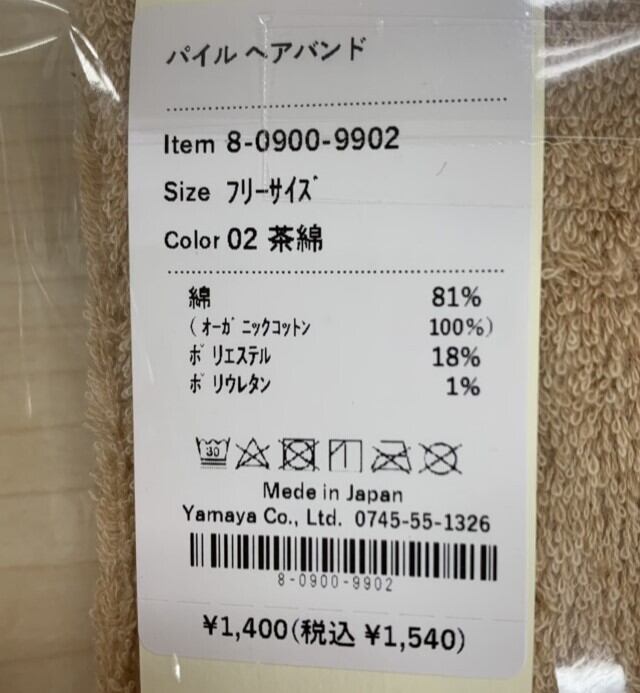 パイル ヘアバンド
Item 8-0900-9902
Size ﾌﾘｰｻｲｽﾞ
Color 02 茶綿
綿 81%
(ｵｰｶﾞﾆｯｸｺｯﾄﾝ 100%)
ﾎﾟﾘｴｽﾃﾙ 18%
ﾎﾟﾘｳﾚﾀﾝ 1%
30
Mede in Japan
Yamaya Co., Ltd. 0745-55-1326
8-0900-9902
¥1,400(税込 ¥1,540)